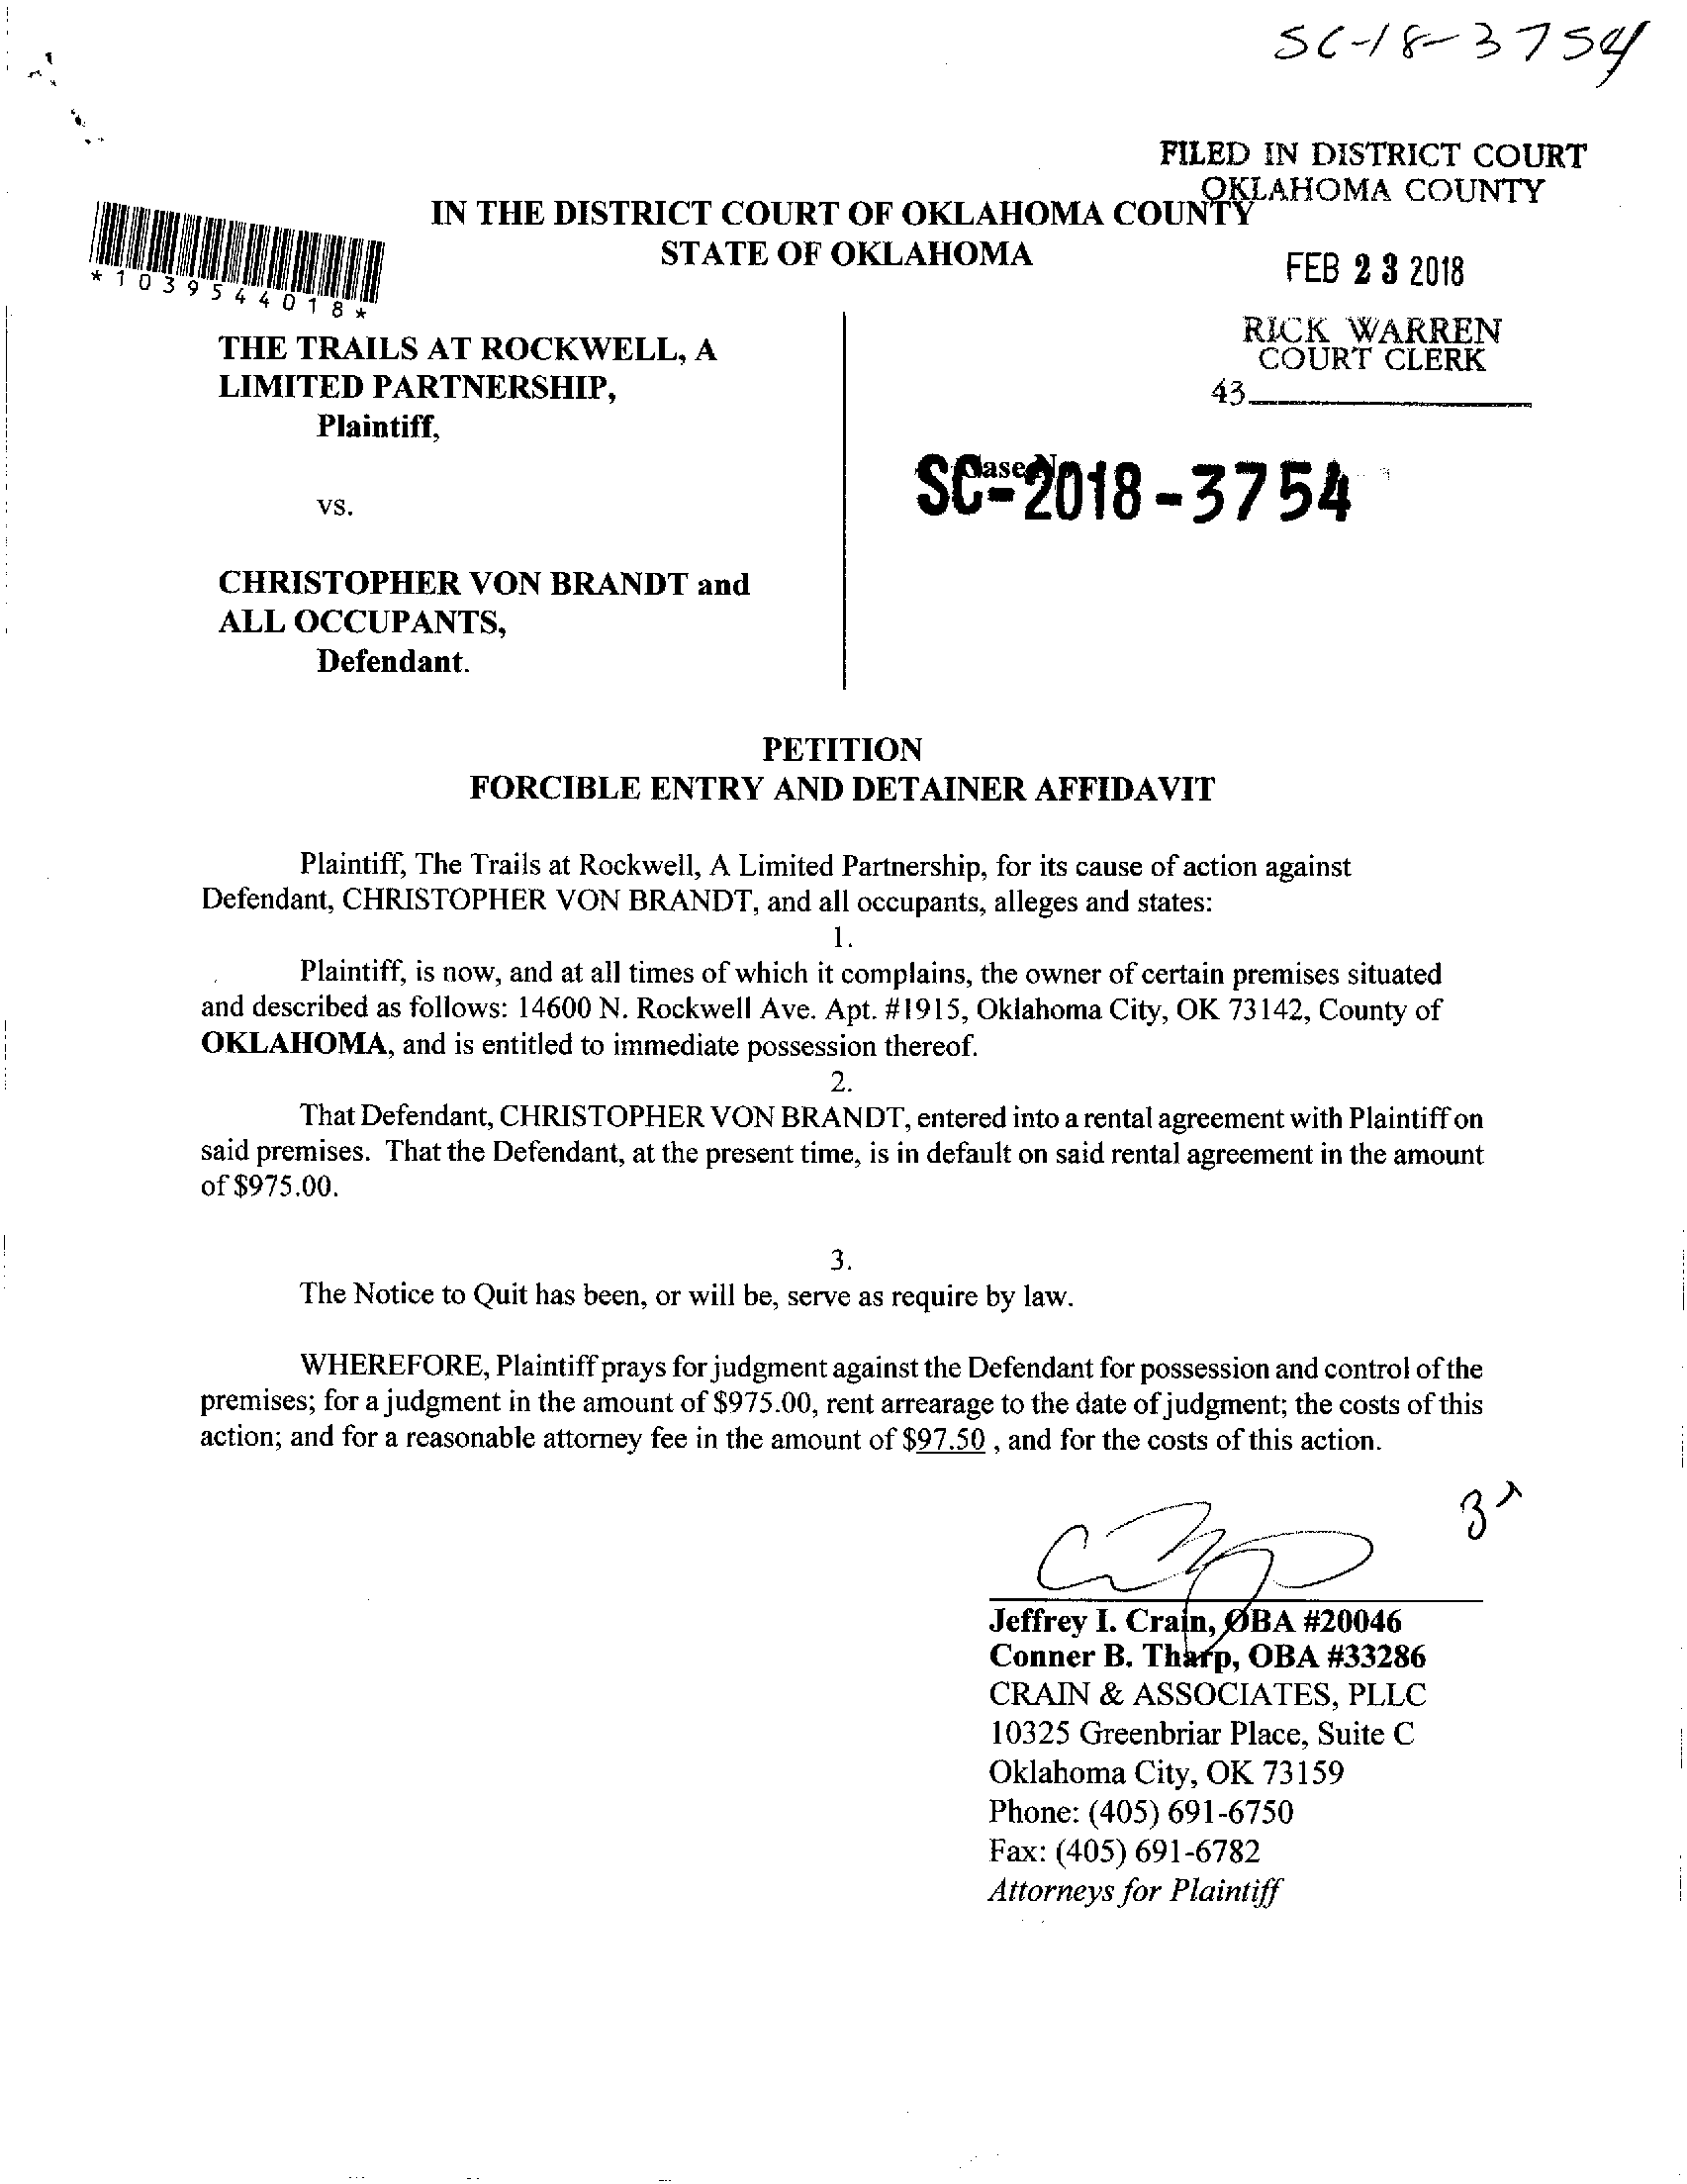 SC-18-3754
FILED IN DISTRICT COURT
OKLAHOMA COUNTY
IN THE DISTRICT COURT OF OKLAHOMA COUNTY
STATE OF OKLAHOMA
FEB 23 2018
*1039544018*
RICK WARREN
COURT CLERK
43
THE TRAILS AT ROCKWELL, A
LIMITED PARTNERSHIP,
Plaintiff,
SC-2018-3754
vs.
CHRISTOPHER VON BRANDT and
ALL OCCUPANTS,
Defendant.
PETITION
FORCIBLE ENTRY AND DETAINER AFFIDAVIT
Plaintiff, The Trails at Rockwell, A Limited Partnership, for its cause of action against
Defendant, CHRISTOPHER VON BRANDT, and all occupants, alleges and states:
1.
Plaintiff, is now, and at all times of which it complains, the owner of certain premises situated
and described as follows: 14600 N. Rockwell Ave. Apt. #1915, Oklahoma City, OK 73142, County of
OKLAHOMA, and is entitled to immediate possession thereof.
2.
That Defendant, CHRISTOPHER VON BRANDT, entered into a rental agreement with Plaintiff on
said premises. That the Defendant, at the present time, is in default on said rental agreement in the amount
of $975.00.
3.
The Notice to Quit has been, or will be, serve as require by law.
WHEREFORE, Plaintiff prays for judgment against the Defendant for possession and control of the
premises; for a judgment in the amount of $975.00, rent arrearage to the date of judgment; the costs of this
action; and for a reasonable attorney fee in the amount of $97.50 , and for the costs of this action.
Jeffrey I. Crain, OBA #20046
Conner B. Tharp, OBA #33286
CRAIN & ASSOCIATES, PLLC
10325 Greenbriar Place, Suite C
Oklahoma City, OK 73159
Phone: (405) 691-6750
Fax: (405) 691-6782
Attorneys for Plaintiff